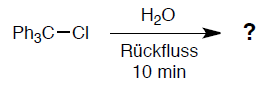 Ph₃C–Cl
H₂O
Rückfluss
10 min
?